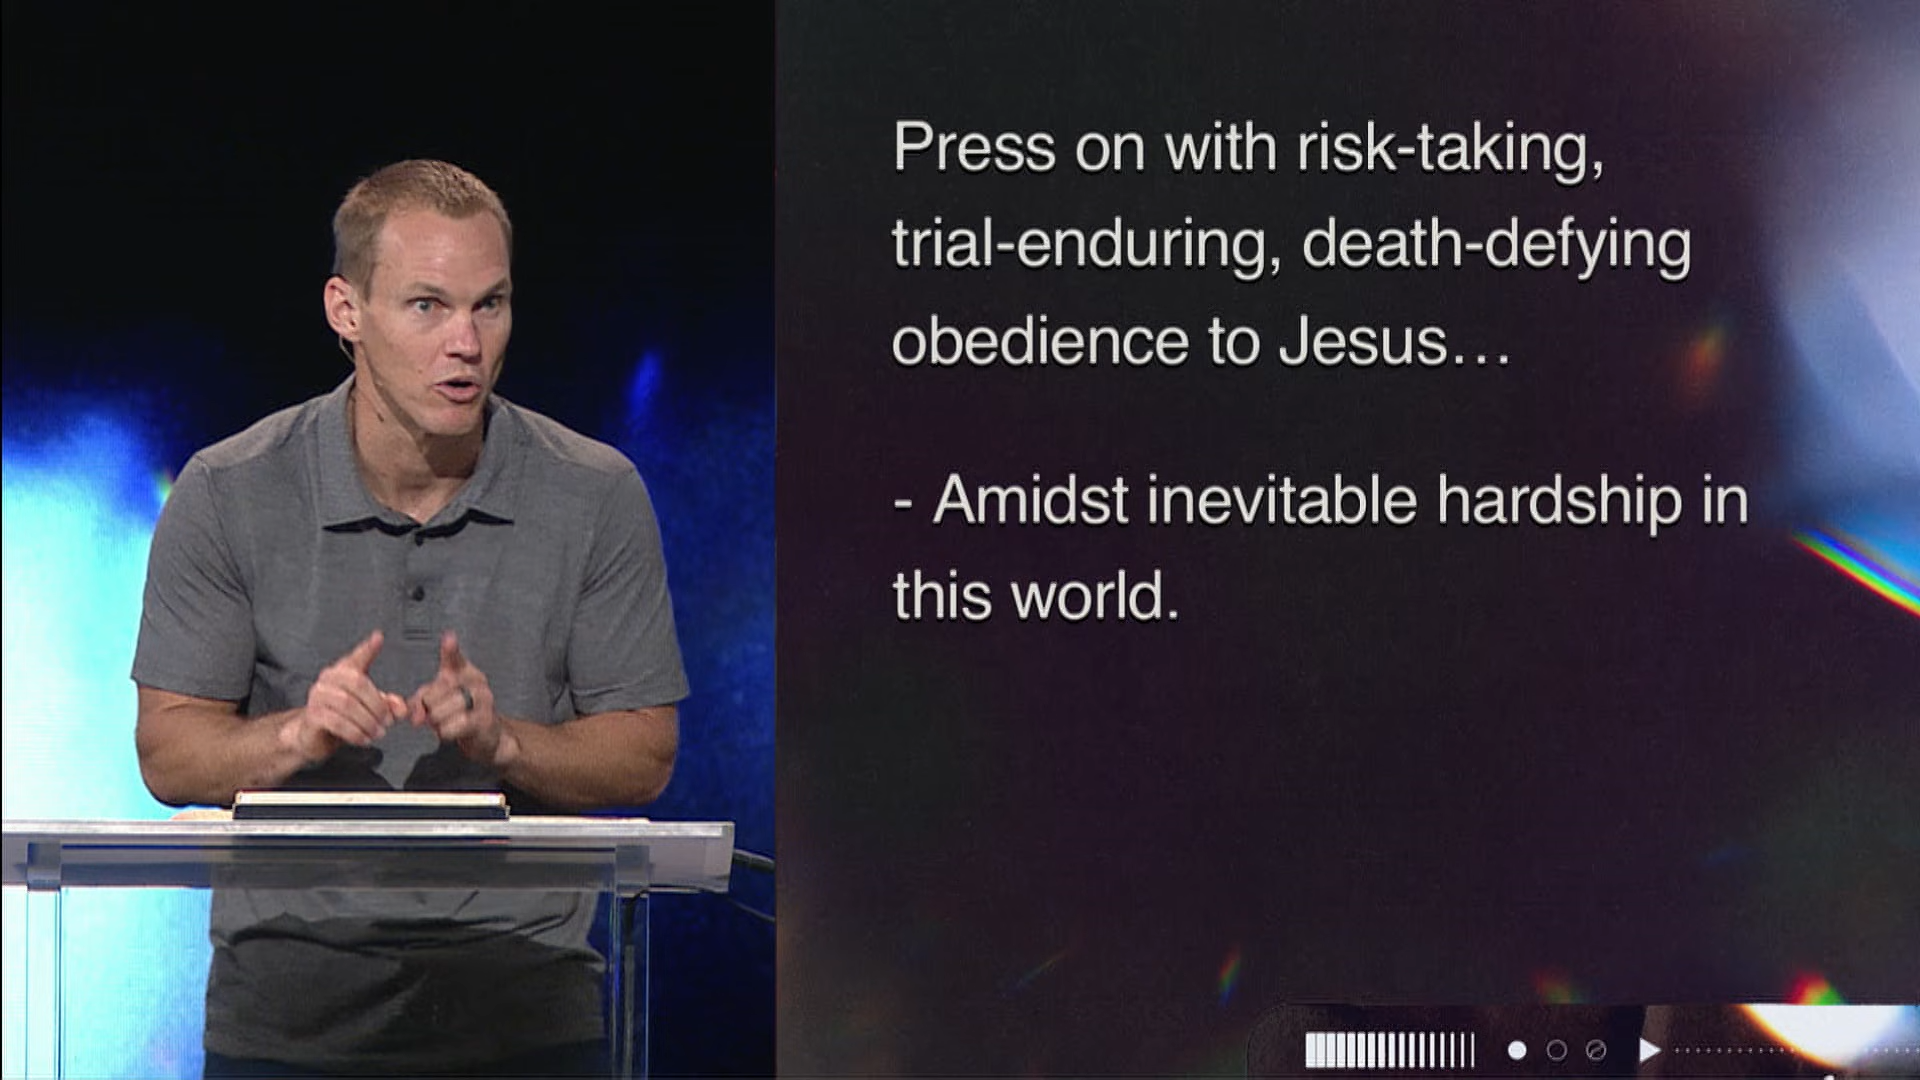 Press on with risk-taking,
trial-enduring, death-defying
obedience to Jesus…
- Amidst inevitable hardship in
this world.